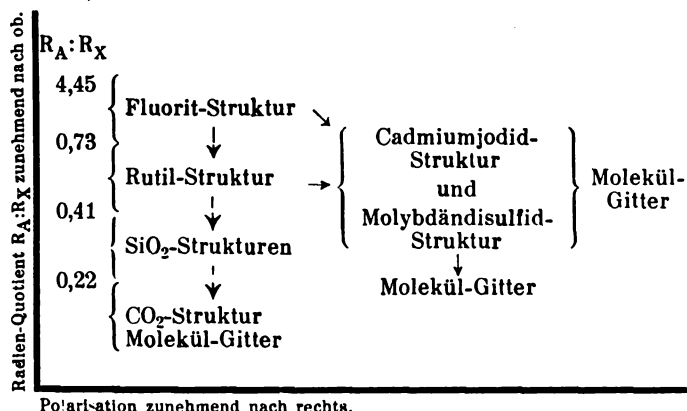 Radien-Quotient R_A:R_X zunehmend nach ob.
R_A:R_X
4,45
Fluorit-Struktur
0,73
Rutil-Struktur
0,41
SiO₂-Strukturen
0,22
CO₂-Struktur
Molekül-Gitter
Cadmiumjodid-
Struktur
und
Molybdändisulfid-
Struktur
Molekül-Gitter
Molekül-
Gitter
Polarisation zunehmend nach rechts.